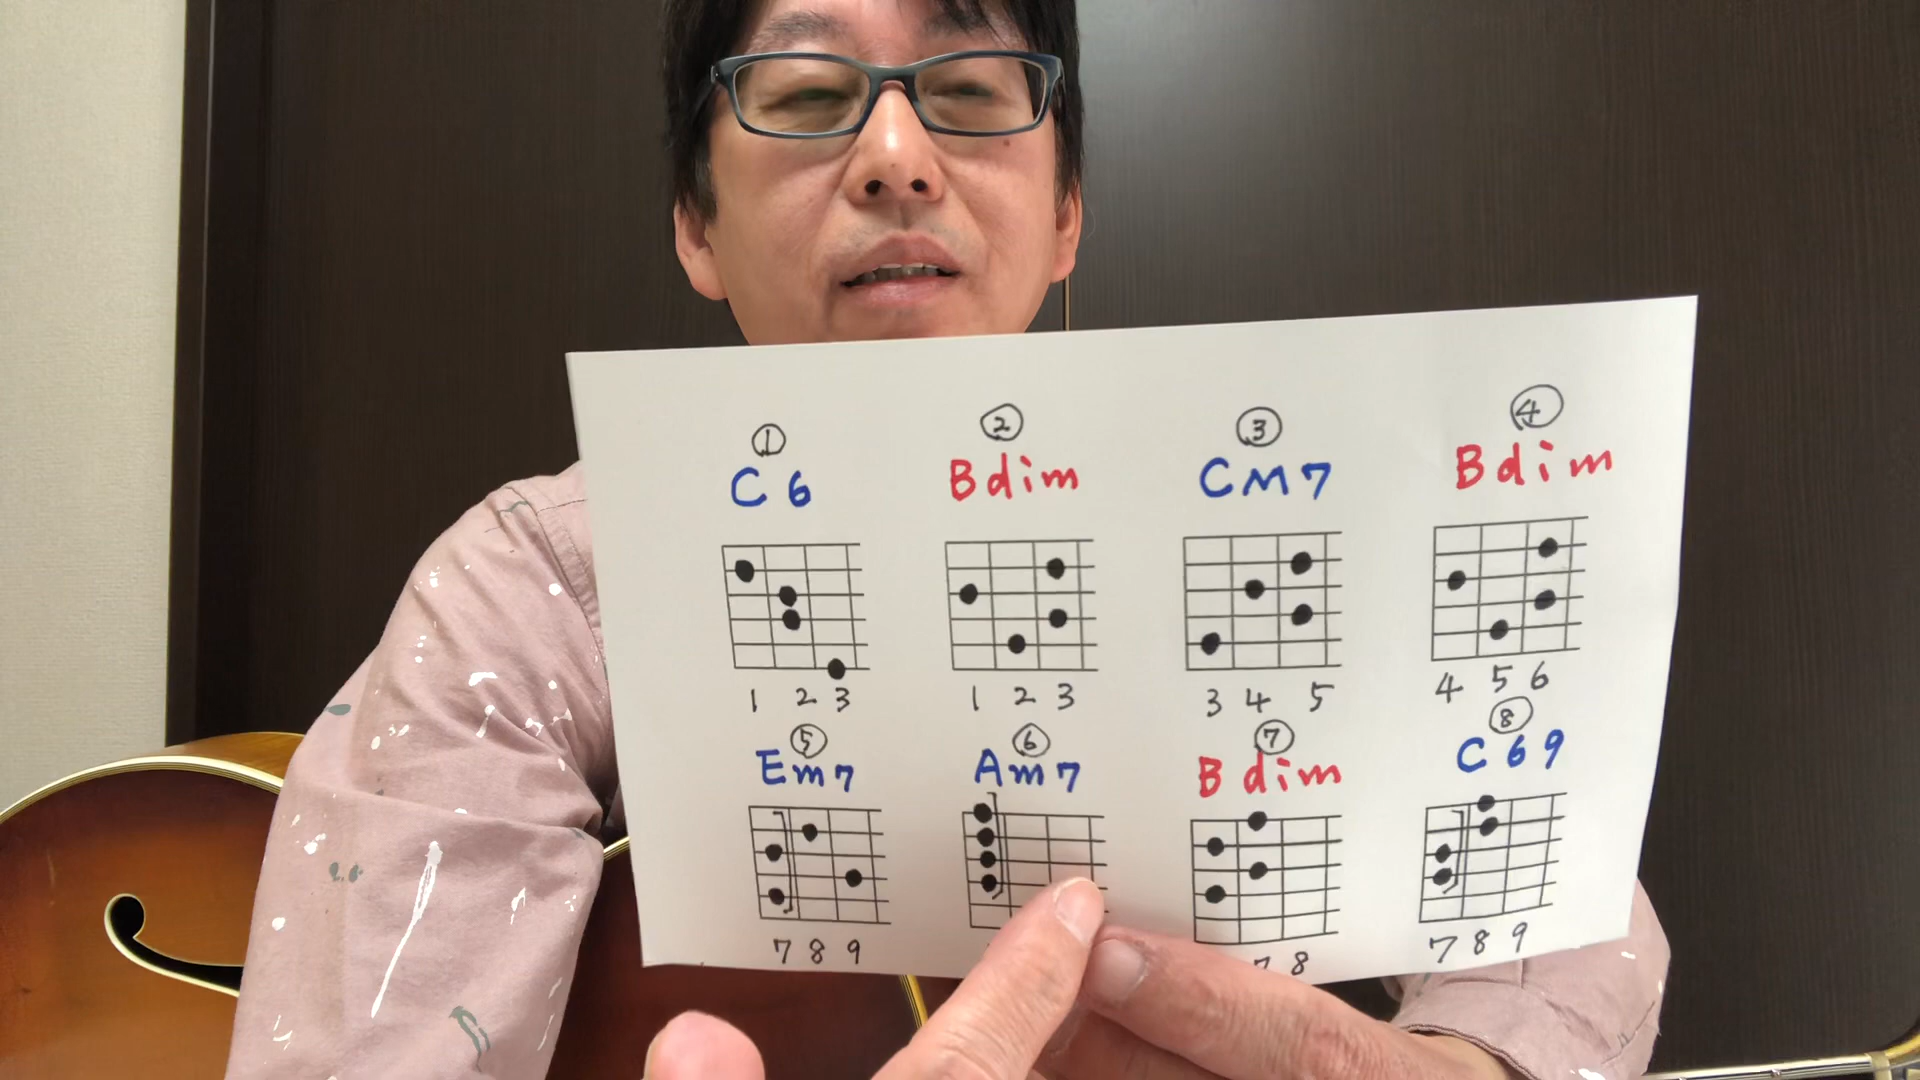 ① ② ③ ④
C6 Bdim CM7 Bdim
1 2 3 1 2 3 3 4 5 4 5 6
⑤ ⑥ ⑦ ⑧
Em7 Am7 Bdim C69
7 8 9 7 8 7 8 9